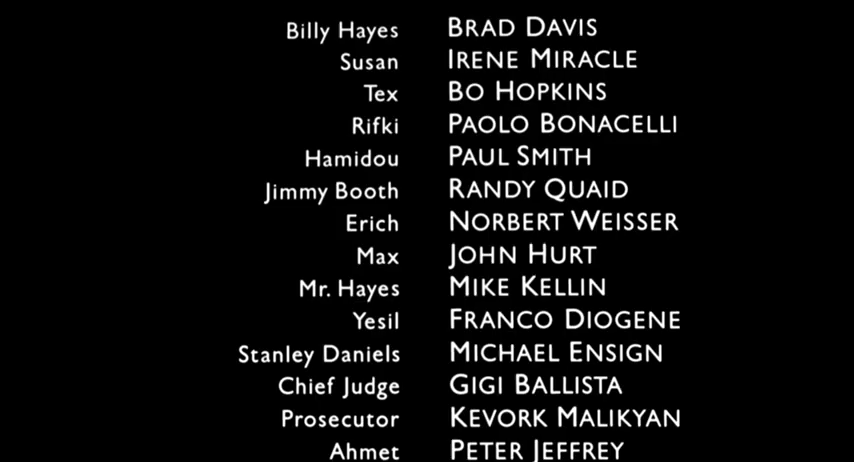 Billy Hayes BRAD DAVIS
Susan IRENE MIRACLE
Tex BO HOPKINS
Rifki PAOLO BONACELLI
Hamidou PAUL SMITH
Jimmy Booth RANDY QUAID
Erich NORBERT WEISSER
Max JOHN HURT
Mr. Hayes MIKE KELLIN
Yesil FRANCO DIOGENE
Stanley Daniels MICHAEL ENSIGN
Chief Judge GIGI BALLISTA
Prosecutor KEVORK MALIKYAN
Ahmet PETER JEFFREY